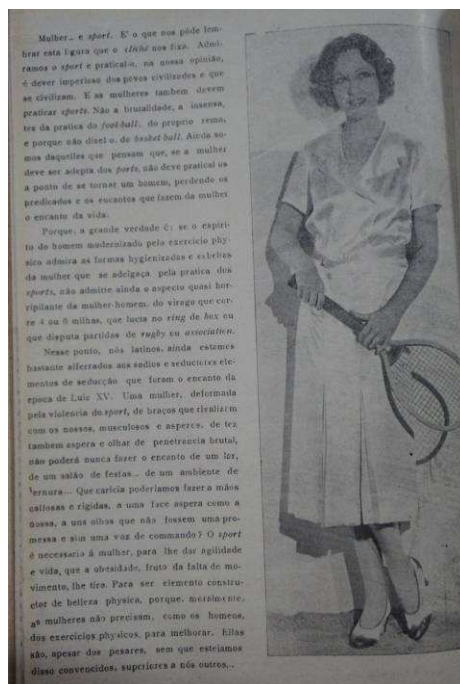 Mulher... e sport. E' o que nos póde lem-
brar esta figura que o cliché nos fixa. Admi-
ramos o sport e pratical-o, na nossa opinião,
é dever imperioso dos povos civilizados e que
se civilizam. E as mulheres tambem devem
praticar sports. Não a brutalidade, a insensa,
tes da pratica do foot-ball, do proprio remo,
e porque não dizel o, do basket ball. Ainda so-
mos daquelles que pensam que, se a mulher
deve ser adepta dos ports, não deve pratical os
a ponto de se tornar um homem, perdendo os
predicados e os encantos que fazem da mulher
o encanto da vida.
Porque, a grande verdade é: se o espiri-
to do homem modernizado pelo exercicio phy-
sico admira as formas hygienizadas e esbeltas
da mulher que se adelgaça pela pratica dos
sports, não admitte ainda o aspecto quasi hor-
ripilante da mulher-homem, do virago que cor-
re 4 ou 6 milhas, que lucta no ring de box ou
que disputa partidas de rugby ou association.
Nesse ponto, nós latinos, ainda estamos
bastante afferrados aos sadios e seductores ele-
mentos de seducção que foram o encanto da
epoca de Luiz XV. Uma mulher, deformada
pela violencia do sport, de braços que rivalizem
com os nossos, musculosos e asperos, de tez
tambem aspera e olhar de penetrancia brutal,
não poderá nunca fazer o encanto de um lar,
de um salão de festas... de um ambiente de
ternura... Que caricia poderiamos fazer a mãos
callosas e rigidas, a uma face aspera como a
nossa, a uns olhos que não fossem uma pro-
messa e sim uma voz de commando? O sport
é necessario á mulher, para lhe dar agilidade
e vida, que a obesidade, fruto da falta de mo-
vimento, lhe tira. Para ser elemento constru-
ctor de belleza physica, porque, moralmente,
as mulheres não precisam, como os homens,
dos exercicios physicos, para melhorar. Ellas
são, apesar dos pesares, sem que estejamos
disso convencidos, superiores a nós outros...